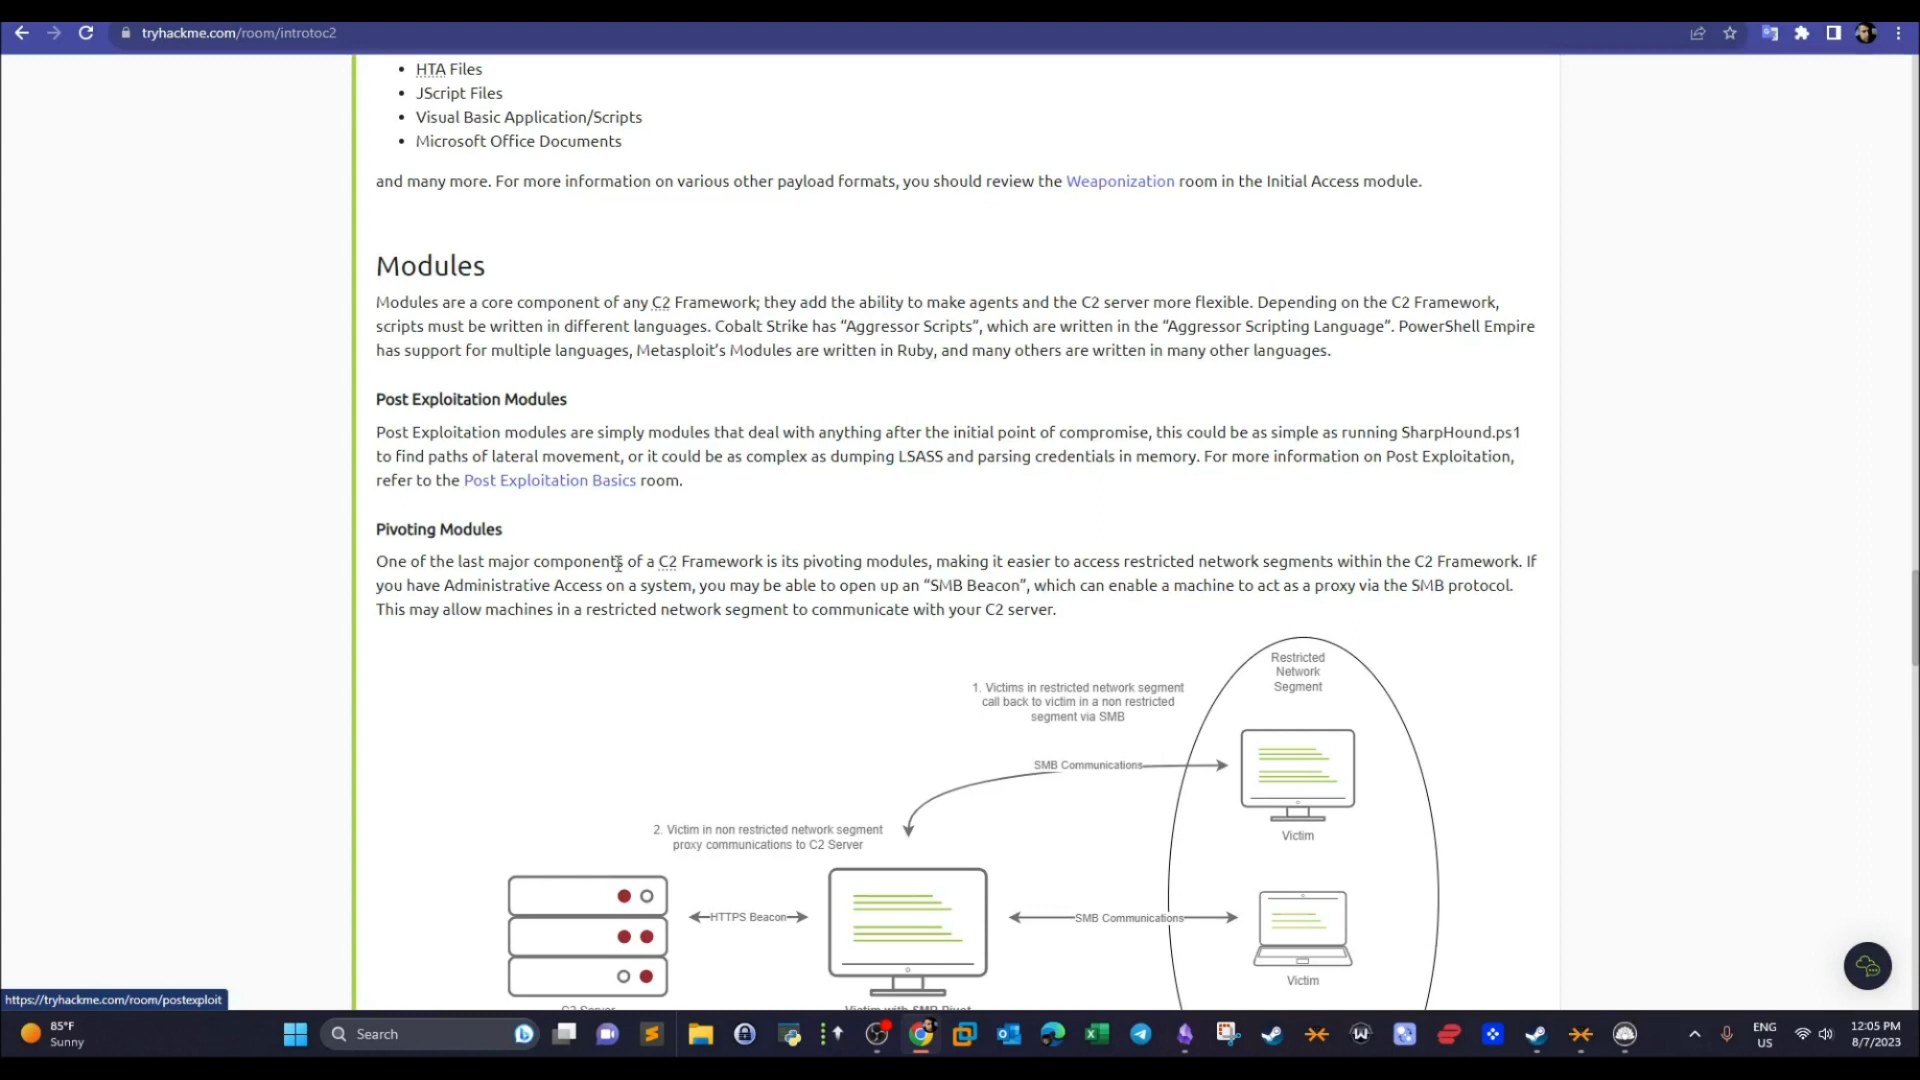 tryhackme.com/room/introtoc2
• HTA Files
• JScript Files
• Visual Basic Application/Scripts
• Microsoft Office Documents
and many more. For more information on various other payload formats, you should review the Weaponization room in the Initial Access module.
Modules
Modules are a core component of any C2 Framework; they add the ability to make agents and the C2 server more flexible. Depending on the C2 Framework,
scripts must be written in different languages. Cobalt Strike has “Aggressor Scripts”, which are written in the “Aggressor Scripting Language”. PowerShell Empire
has support for multiple languages, Metasploit’s Modules are written in Ruby, and many others are written in many other languages.
Post Exploitation Modules
Post Exploitation modules are simply modules that deal with anything after the initial point of compromise, this could be as simple as running SharpHound.ps1
to find paths of lateral movement, or it could be as complex as dumping LSASS and parsing credentials in memory. For more information on Post Exploitation,
refer to the Post Exploitation Basics room.
Pivoting Modules
One of the last major components of a C2 Framework is its pivoting modules, making it easier to access restricted network segments within the C2 Framework. If
you have Administrative Access on a system, you may be able to open up an “SMB Beacon”, which can enable a machine to act as a proxy via the SMB protocol.
This may allow machines in a restricted network segment to communicate with your C2 server.
Restricted
Network
Segment
1. Victims in restricted network segment
call back to victim in a non restricted
segment via SMB
SMB Communications
Victim
2. Victim in non restricted network segment
proxy communications to C2 Server
HTTPS Beacon
SMB Communications
Victim
C2 Server
Victim with SMB Pivot
https://tryhackme.com/room/postexploit
85°F
Sunny
Search
ENG
US
12:05 PM
8/7/2023